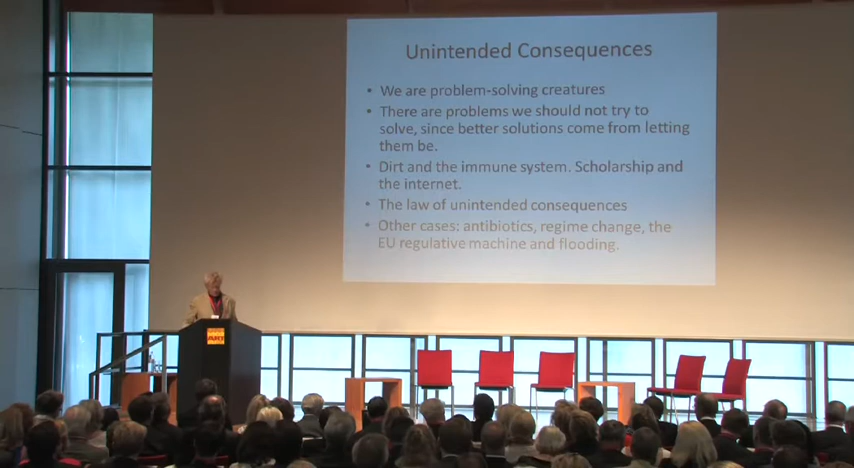 Unintended Consequences
• We are problem-solving creatures
• There are problems we should not try to
solve, since better solutions come from letting
them be.
• Dirt and the immune system. Scholarship and
the internet.
• The law of unintended consequences
• Other cases: antibiotics, regime change, the
EU regulative machine and flooding.